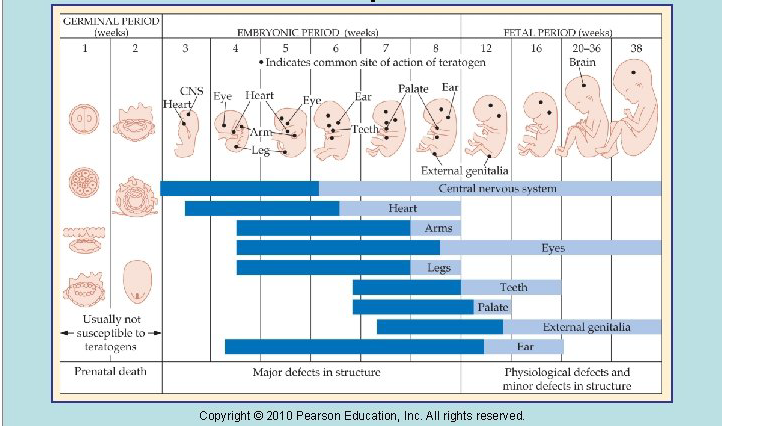 GERMINAL PERIOD
(weeks)
EMBRYONIC PERIOD (weeks)
FETAL PERIOD (weeks)
1 2 3 4 5 6 7 8 12 16 20–36 38
• Indicates common site of action of teratogen
Brain
CNS
Heart
Eye
Heart
Eye
Ear
Palate
Ear
Arm
Teeth
Leg
External genitalia
Central nervous system
Heart
Arms
Eyes
Legs
Teeth
Palate
External genitalia
Ear
Usually not
susceptible to
teratogens
Prenatal death
Major defects in structure
Physiological defects and
minor defects in structure
Copyright © 2010 Pearson Education, Inc. All rights reserved.